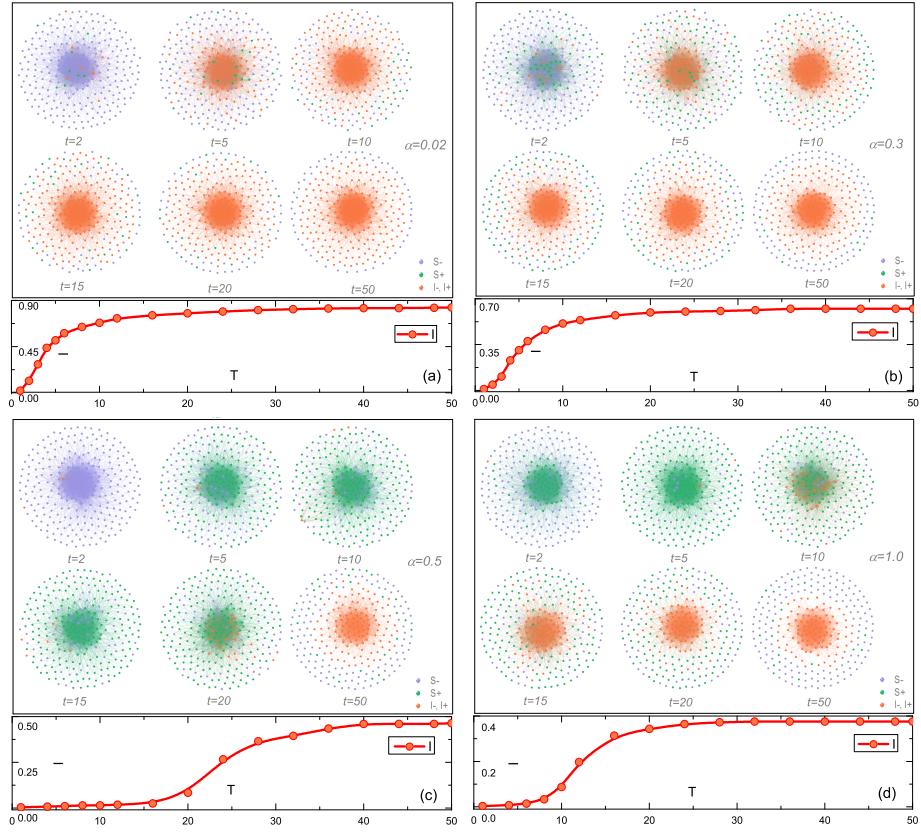 t=2
t=5
t=10
α=0.02
t=15
t=20
t=50
S-
S+
I-, I+
0.90
0.45
0.00
I
I
T
(a)
0 10 20 30 40 50
t=2
t=5
t=10
α=0.3
t=15
t=20
t=50
S-
S+
I-, I+
0.70
0.35
0.00
I
I
T
(b)
0 10 20 30 40 50
t=2
t=5
t=10
α=0.5
t=15
t=20
t=50
S-
S+
I-, I+
0.50
0.25
0.00
I
I
T
(c)
0 10 20 30 40 50
t=2
t=5
t=10
α=1.0
t=15
t=20
t=50
S-
S+
I-, I+
0.4
0.2
0.0
I
I
T
(d)
0 10 20 30 40 50